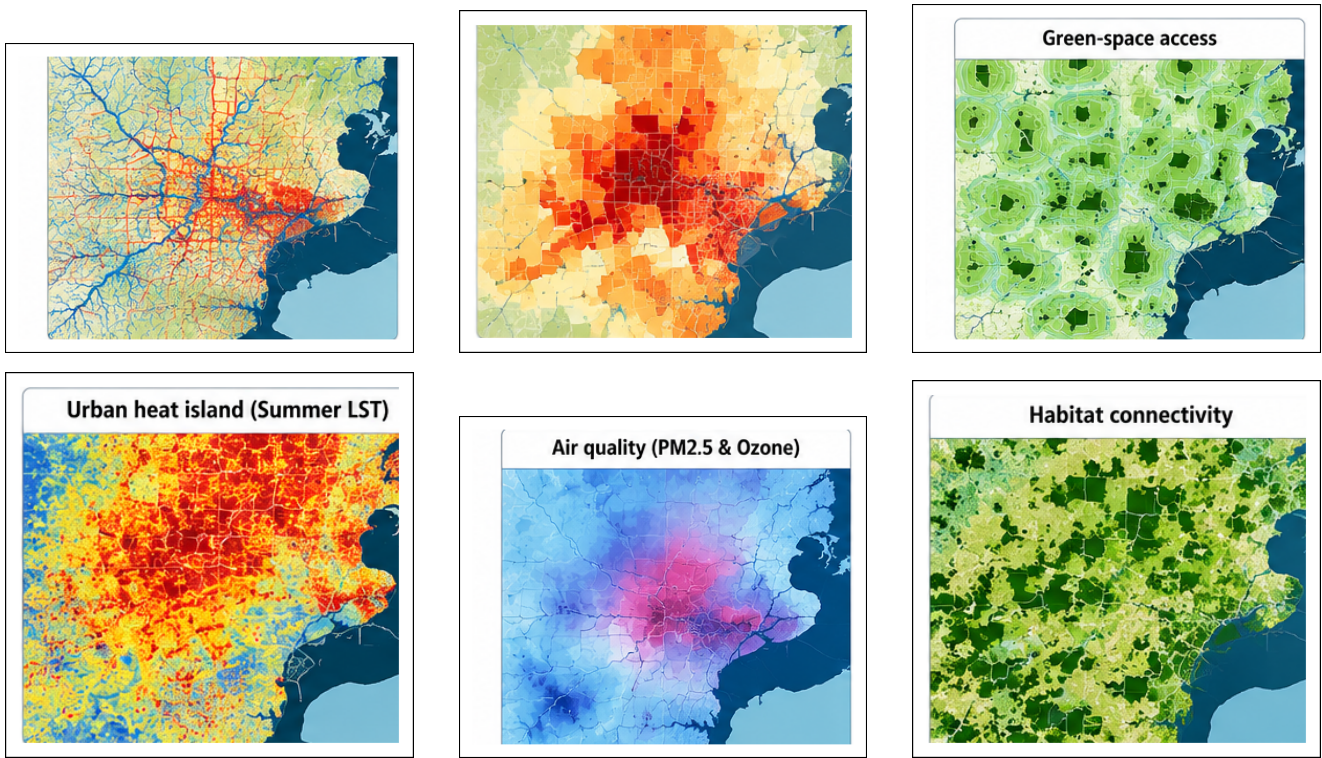 Green-space access
Urban heat island (Summer LST)
Air quality (PM2.5 & Ozone)
Habitat connectivity